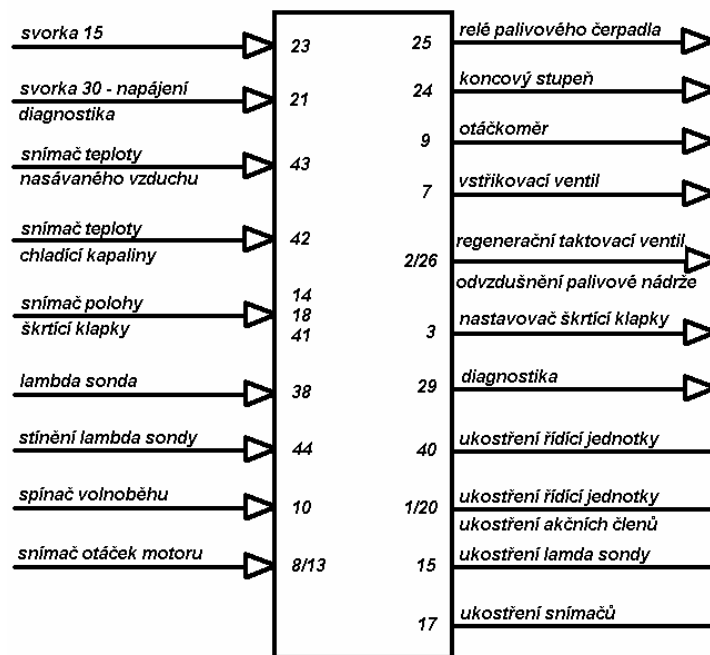 svorka 15
23
svorka 30 - napájení
diagnostika
21
snímač teploty
nasávaného vzduchu
43
snímač teploty
chladící kapaliny
42
snímač polohy
škrtící klapky
14
18
41
lambda sonda
38
stínění lambda sondy
44
spínač volnoběhu
10
snímač otáček motoru
8/13
25
relé palivového čerpadla
24
koncový stupeň
9
otáčkoměr
7
vstřikovací ventil
2/26
regenerační taktovací ventil
odvzdušnění palivové nádrže
3
nastavovač škrtící klapky
29
diagnostika
40
ukostření řídící jednotky
1/20
ukostření řídící jednotky
ukostření akčních členů
15
ukostření lamda sondy
17
ukostření snímačů